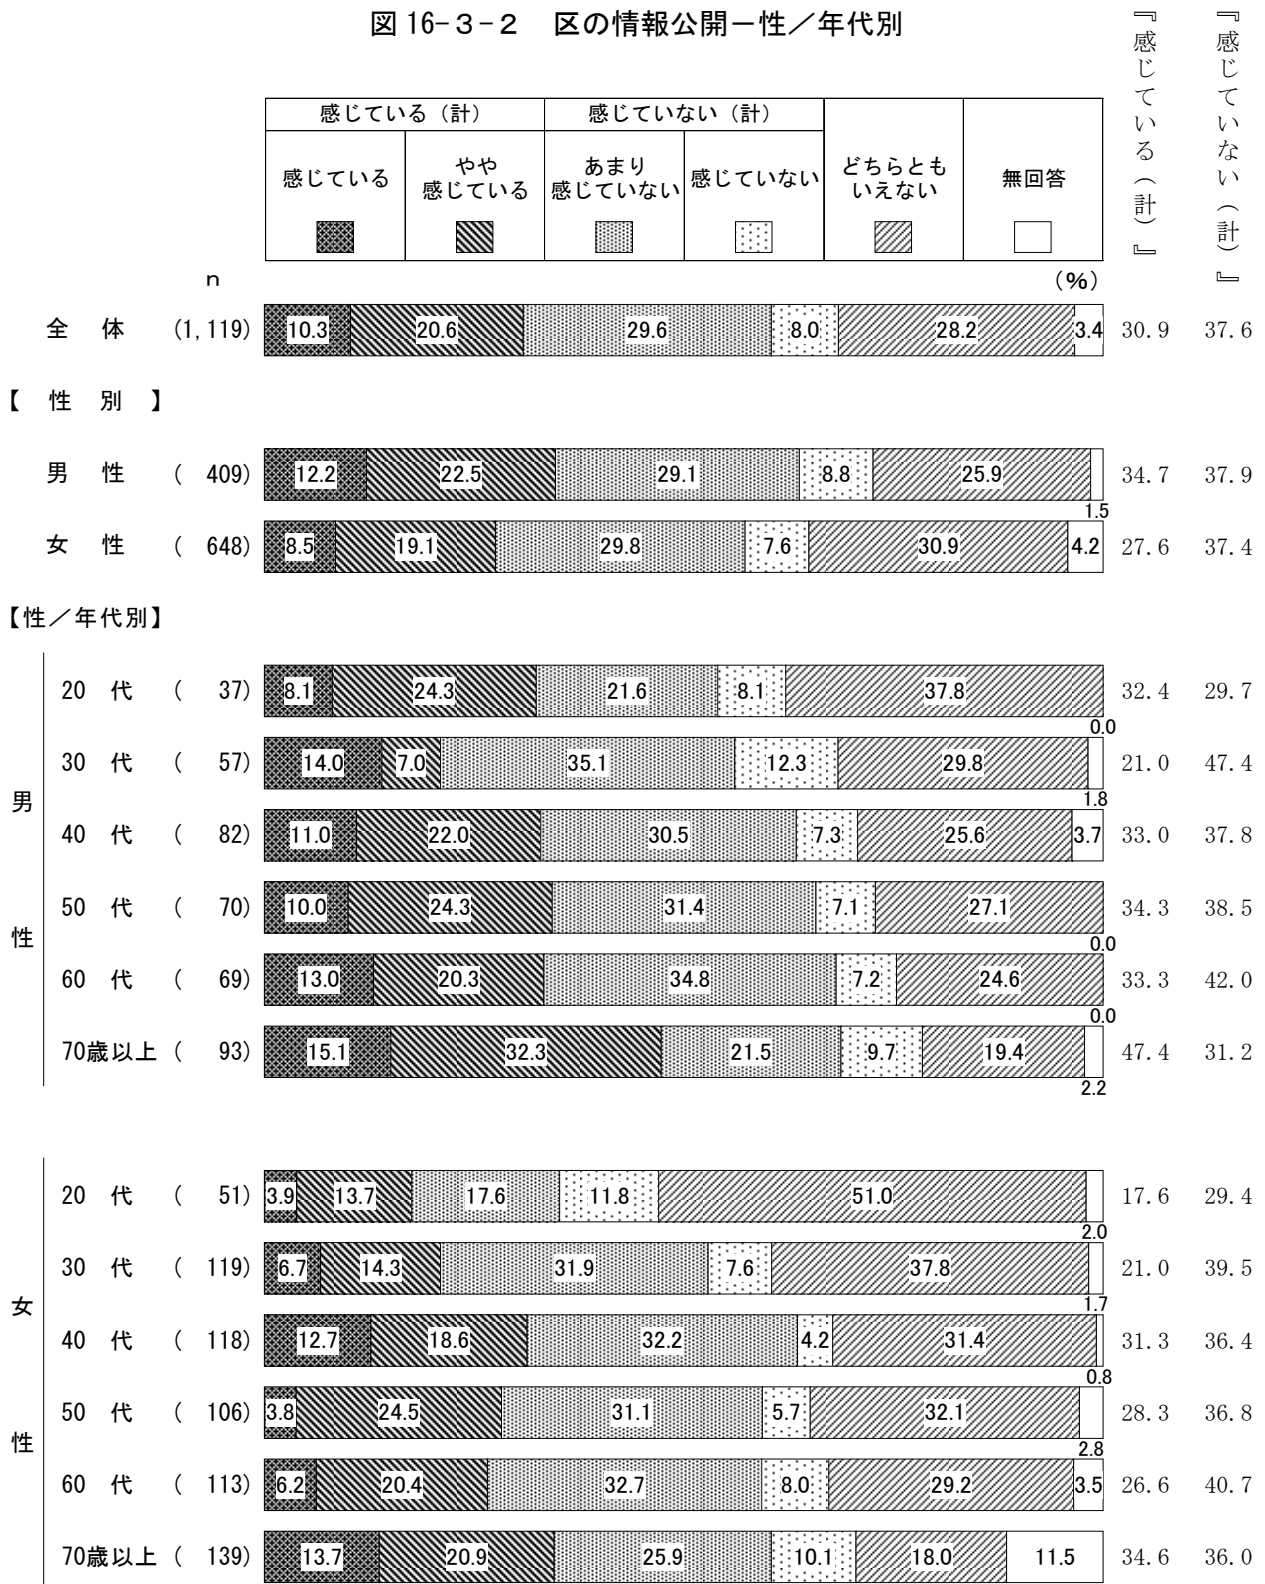 図 16-３-２　区の情報公開－性／年代別
『感じている（計）』
『感じていない（計）』
感じている（計）　感じていない（計）
感じている　やや感じている　あまり感じていない　感じていない　どちらともいえない　無回答
ｎ　（%）
全　体　(1,119)　10.3　20.6　29.6　8.0　28.2　3.4　30.9　37.6
【　性　別　】
男　性　(　409)　12.2　22.5　29.1　8.8　25.9　1.5　34.7　37.9
女　性　(　648)　8.5　19.1　29.8　7.6　30.9　4.2　27.6　37.4
【性／年代別】
男　性
20　代　(　37)　8.1　24.3　21.6　8.1　37.8　0.0　32.4　29.7
30　代　(　57)　14.0　7.0　35.1　12.3　29.8　1.8　21.0　47.4
40　代　(　82)　11.0　22.0　30.5　7.3　25.6　3.7　33.0　37.8
50　代　(　70)　10.0　24.3　31.4　7.1　27.1　0.0　34.3　38.5
60　代　(　69)　13.0　20.3　34.8　7.2　24.6　0.0　33.3　42.0
70歳以上　(　93)　15.1　32.3　21.5　9.7　19.4　2.2　47.4　31.2
女　性
20　代　(　51)　3.9　13.7　17.6　11.8　51.0　2.0　17.6　29.4
30　代　(　119)　6.7　14.3　31.9　7.6　37.8　1.7　21.0　39.5
40　代　(　118)　12.7　18.6　32.2　4.2　31.4　0.8　31.3　36.4
50　代　(　106)　3.8　24.5　31.1　5.7　32.1　2.8　28.3　36.8
60　代　(　113)　6.2　20.4　32.7　8.0　29.2　3.5　26.6　40.7
70歳以上　(　139)　13.7　20.9　25.9　10.1　18.0　11.5　34.6　36.0